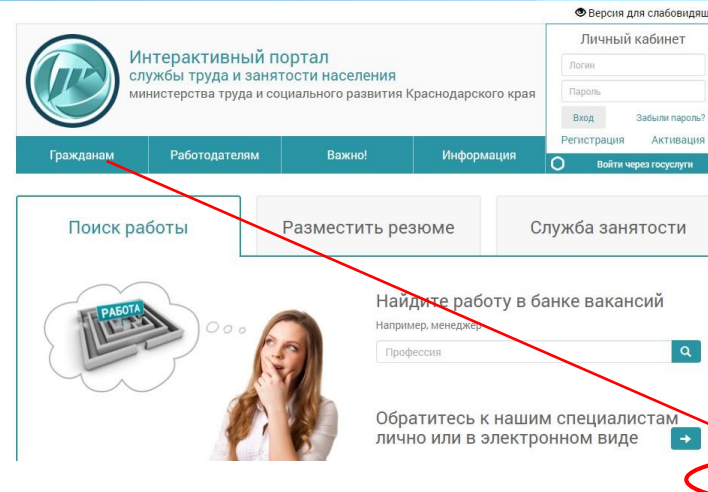 Версия для слабовидящ
Интерактивный портал
службы труда и занятости населения
министерства труда и социального развития Краснодарского края
Личный кабинет
Логин
Пароль
Вход Забыли пароль?
Регистрация Активация
Войти через госуслуги
Гражданам Работодателям Важно! Информация
Поиск работы Разместить резюме Служба занятости
РАБОТА
Найдите работу в банке вакансий
Например, менеджер
Профессия
Обратитесь к нашим специалистам
лично или в электронном виде